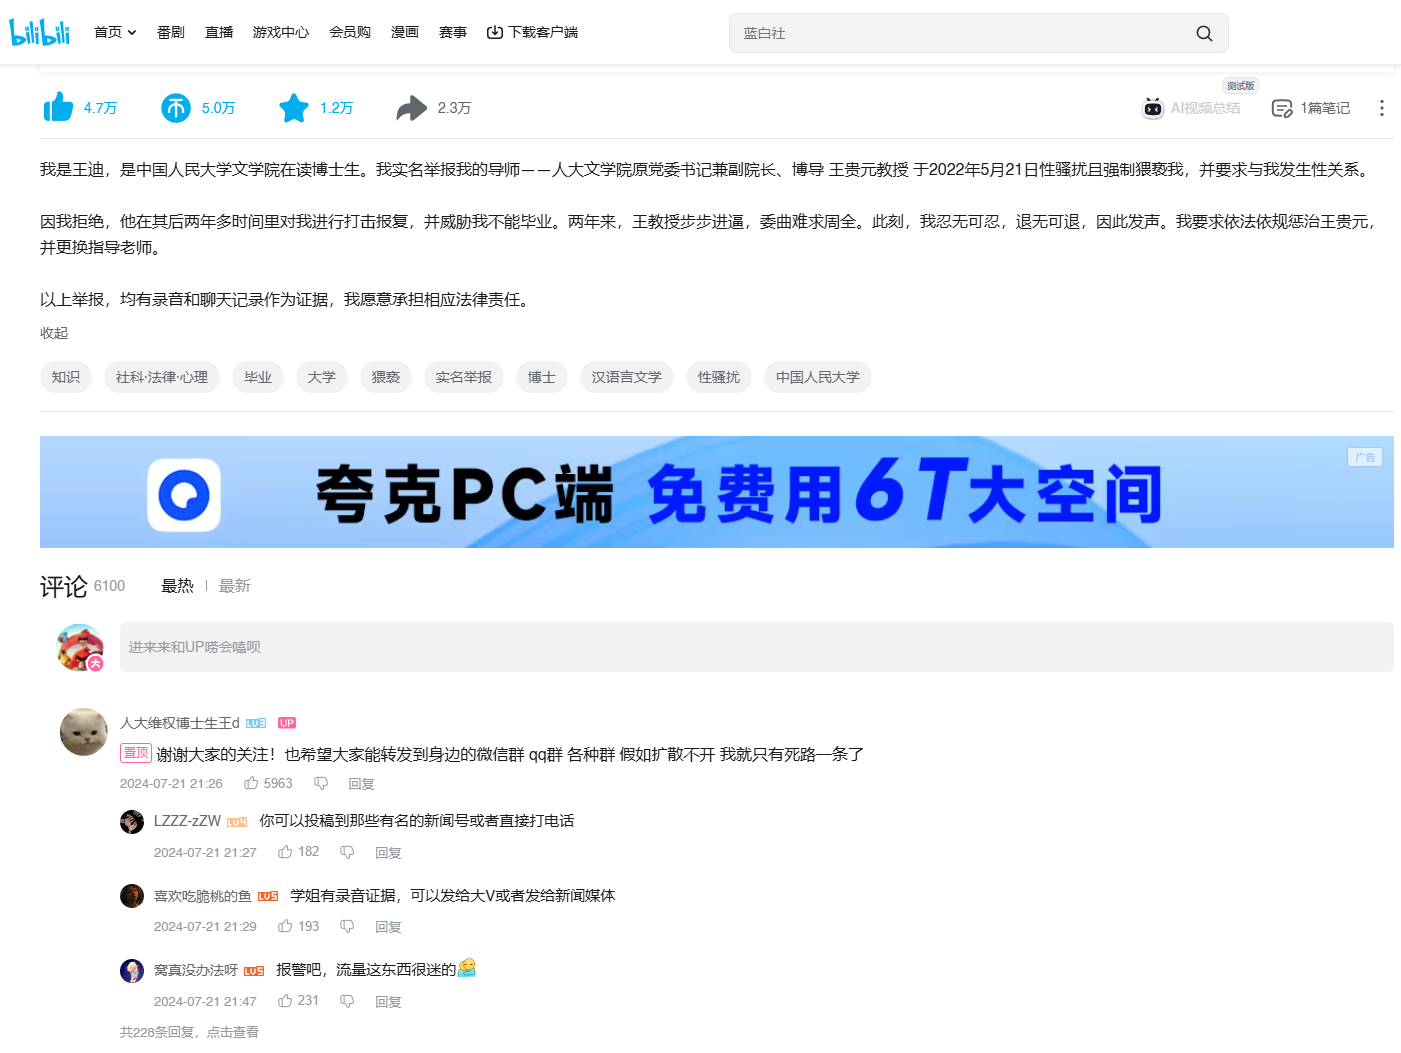 bilibili 首页 番剧 直播 游戏中心 会员购 漫画 赛事 下载客户端 蓝白社
4.7万 5.0万 1.2万 2.3万 测试版 AI视频总结 1篇笔记
我是王迪，是中国人民大学文学院在读博士生。我实名举报我的导师——人大文学院原党委书记兼副院长、博导 王贵元教授 于2022年5月21日性骚扰且强制猥亵我，并要求与我发生性关系。
因我拒绝，他在其后两年多时间里对我进行打击报复，并威胁我不能毕业。两年来，王教授步步进逼，委曲难求周全。此刻，我忍无可忍，退无可退，因此发声。我要求依法依规惩治王贵元，
并更换指导老师。
以上举报，均有录音和聊天记录作为证据，我愿意承担相应法律责任。
收起
知识 社科·法律·心理 毕业 大学 猥亵 实名举报 博士 汉语言文学 性骚扰 中国人民大学
夸克PC端 免费用6T大空间 广告
评论 6100 最热 最新
大 进来来和UP唠会嗑呗
人大维权博士生王d LV3 UP
置顶 谢谢大家的关注！也希望大家能转发到身边的微信群 qq群 各种群 假如扩散不开 我就只有死路一条了
2024-07-21 21:26 5963 回复
LZZZ-zZW LV4 你可以投稿到那些有名的新闻号或者直接打电话
2024-07-21 21:27 182 回复
喜欢吃脆桃的鱼 LV5 学姐有录音证据，可以发给大V或者发给新闻媒体
2024-07-21 21:29 193 回复
窝真没办法呀 LV5 报警吧，流量这东西很迷的
2024-07-21 21:47 231 回复
共228条回复，点击查看